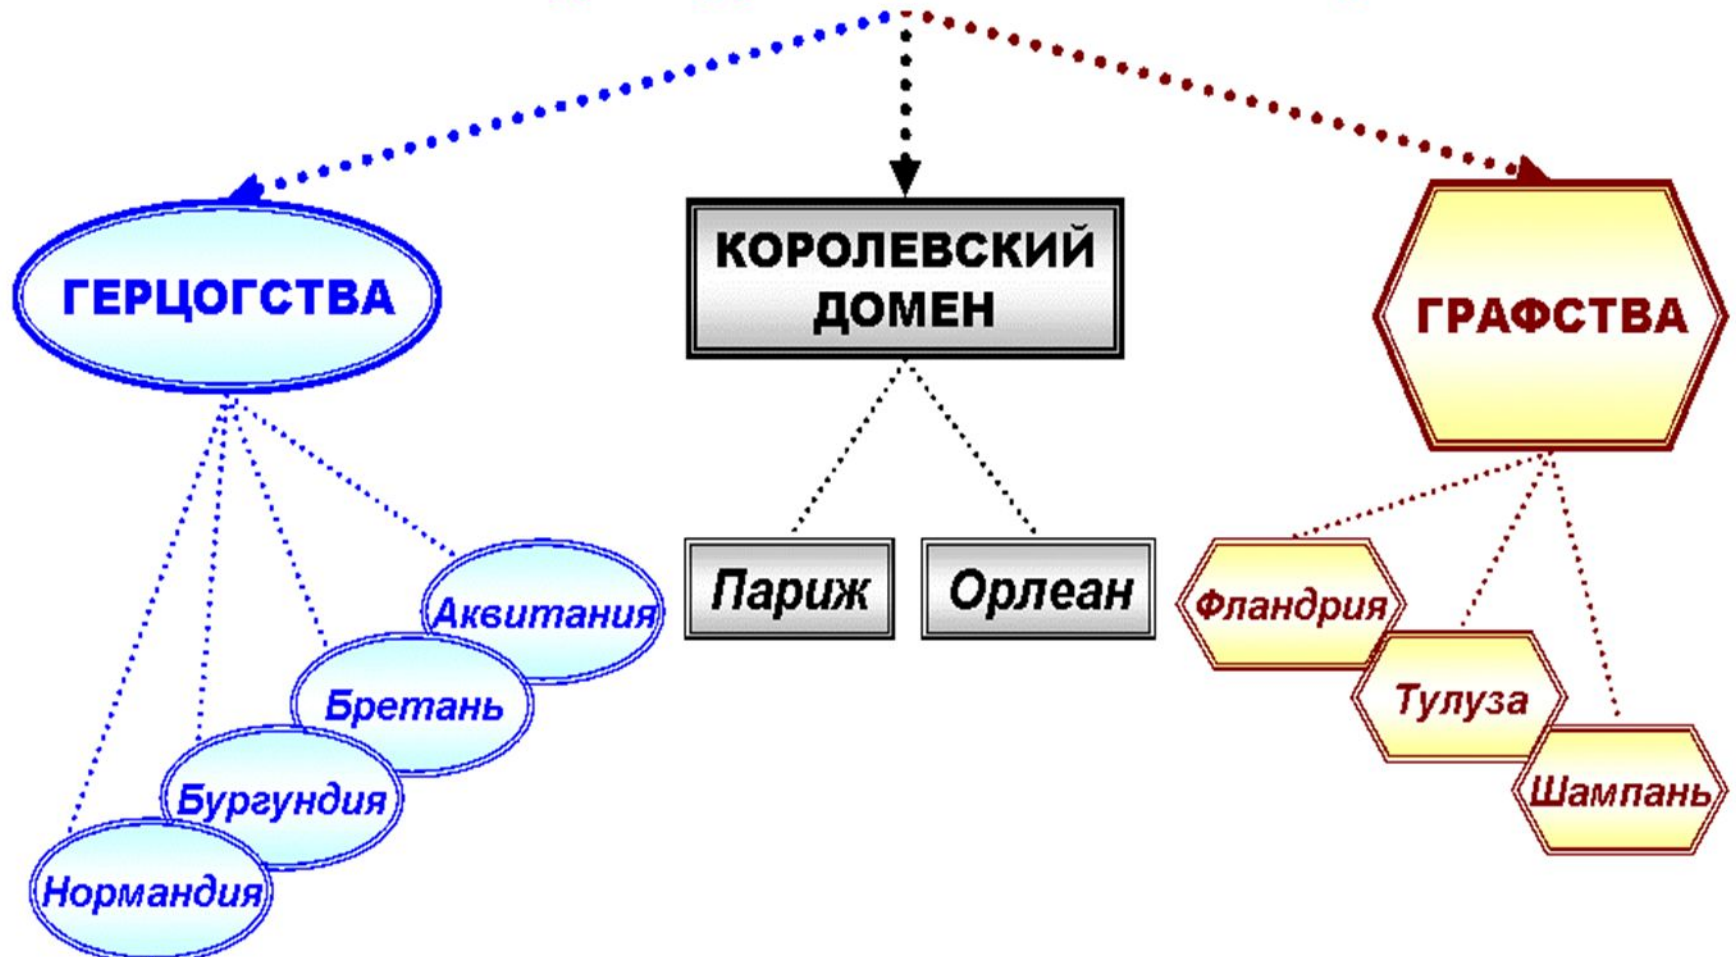 ГЕРЦОГСТВА
КОРОЛЕВСКИЙ
ДОМЕН
ГРАФСТВА
Аквитания
Бретань
Бургундия
Нормандия
Париж
Орлеан
Фландрия
Тулуза
Шампань